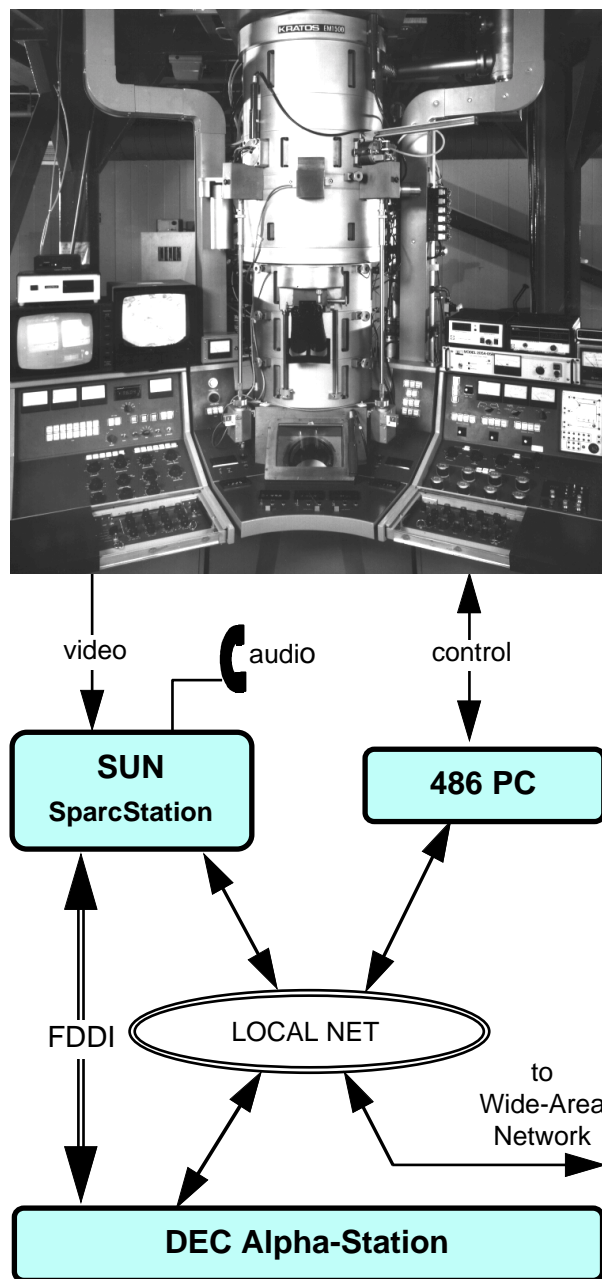 KRATOS EM1500
video
audio
control
SUN
SparcStation
486 PC
FDDI
LOCAL NET
to
Wide-Area
Network
DEC Alpha-Station